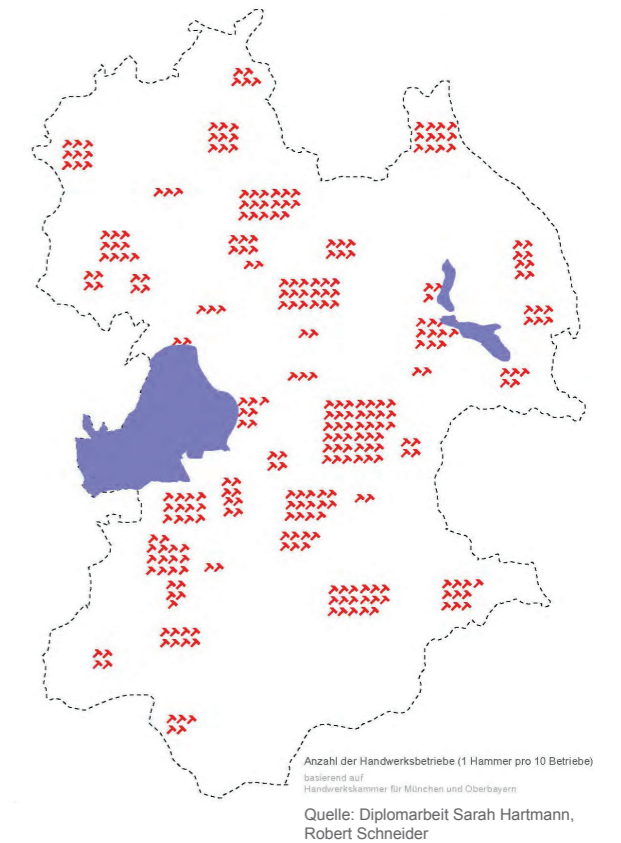 Anzahl der Handwerksbetriebe (1 Hammer pro 10 Betriebe)
basierend auf
Handwerkskammer für München und Oberbayern
Quelle: Diplomarbeit Sarah Hartmann,
Robert Schneider